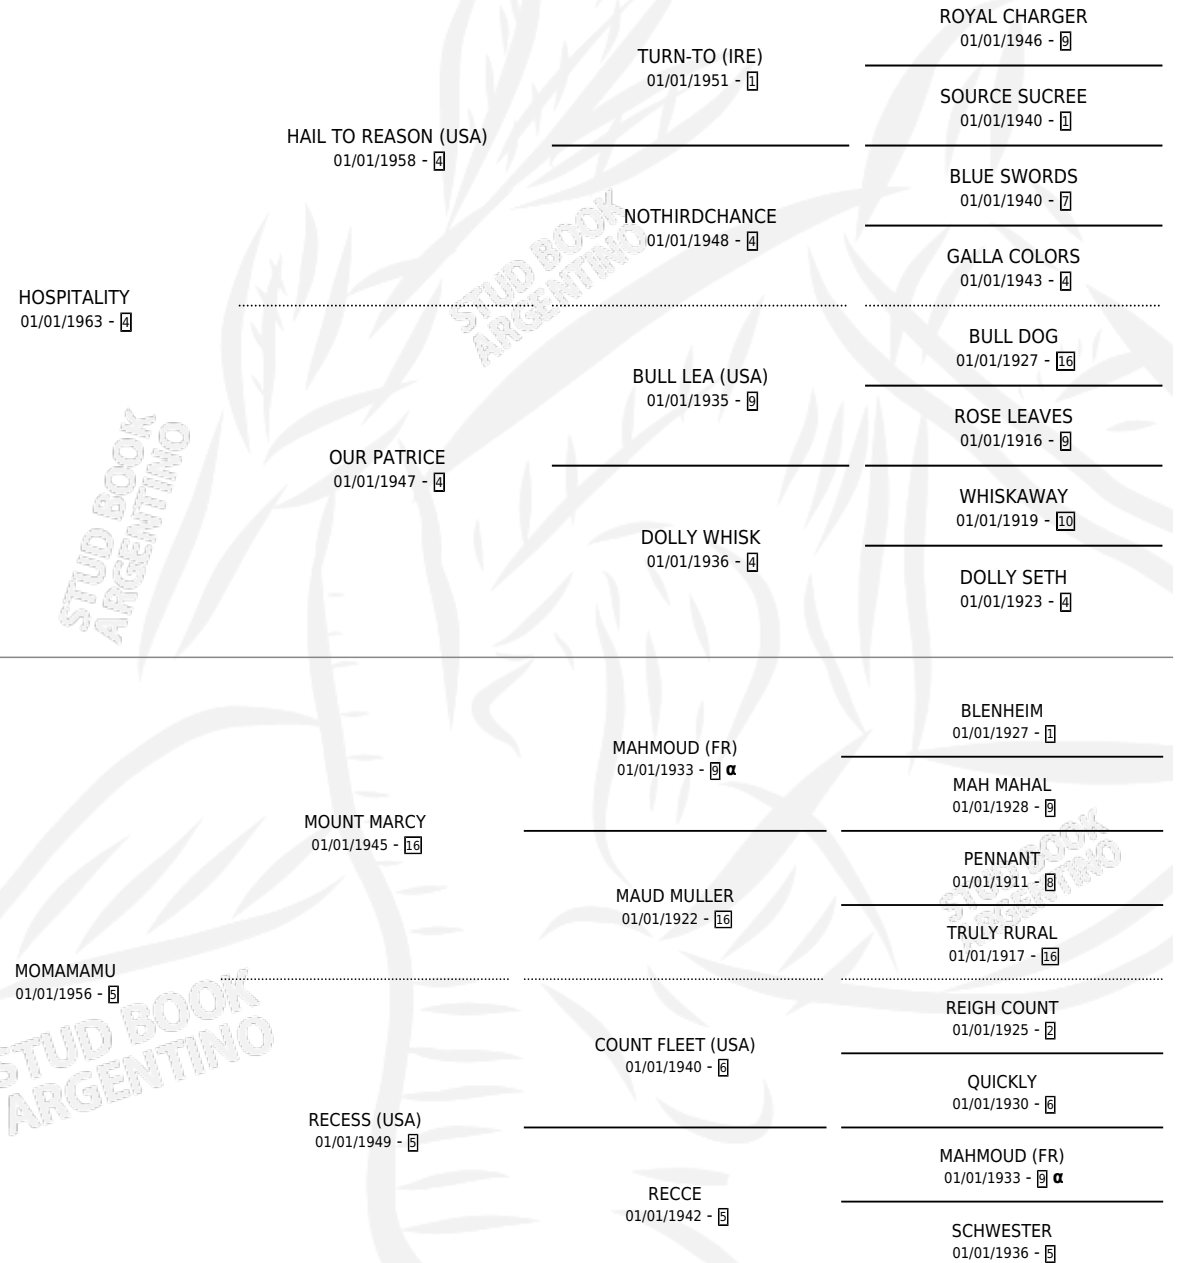 ROYAL CHARGER
01/01/1946 - 9
TURN-TO (IRE)
01/01/1951 - 1
SOURCE SUCREE
01/01/1940 - 1
HAIL TO REASON (USA)
01/01/1958 - 4
BLUE SWORDS
01/01/1940 - 7
NOTHIRDCHANCE
01/01/1948 - 4
GALLA COLORS
01/01/1943 - 4
HOSPITALITY
01/01/1963 - 4
BULL DOG
01/01/1927 - 16
BULL LEA (USA)
01/01/1935 - 9
ROSE LEAVES
01/01/1916 - 9
OUR PATRICE
01/01/1947 - 4
WHISKAWAY
01/01/1919 - 10
DOLLY WHISK
01/01/1936 - 4
DOLLY SETH
01/01/1923 - 4
STUD BOOK
ARGENTINO
STUD BOOK
ARGENTINO
BLENHEIM
01/01/1927 - 1
MAHMOUD (FR)
01/01/1933 - 9 α
MAH MAHAL
01/01/1928 - 9
MOUNT MARCY
01/01/1945 - 16
PENNANT
01/01/1911 - 8
MAUD MULLER
01/01/1922 - 16
TRULY RURAL
01/01/1917 - 16
MOMAMAMU
01/01/1956 - 5
REIGH COUNT
01/01/1925 - 2
COUNT FLEET (USA)
01/01/1940 - 6
QUICKLY
01/01/1930 - 6
RECESS (USA)
01/01/1949 - 5
MAHMOUD (FR)
01/01/1933 - 9 α
RECCE
01/01/1942 - 5
SCHWESTER
01/01/1936 - 5
STUD BOOK
ARGENTINO
STUD BOOK
ARGENTINO